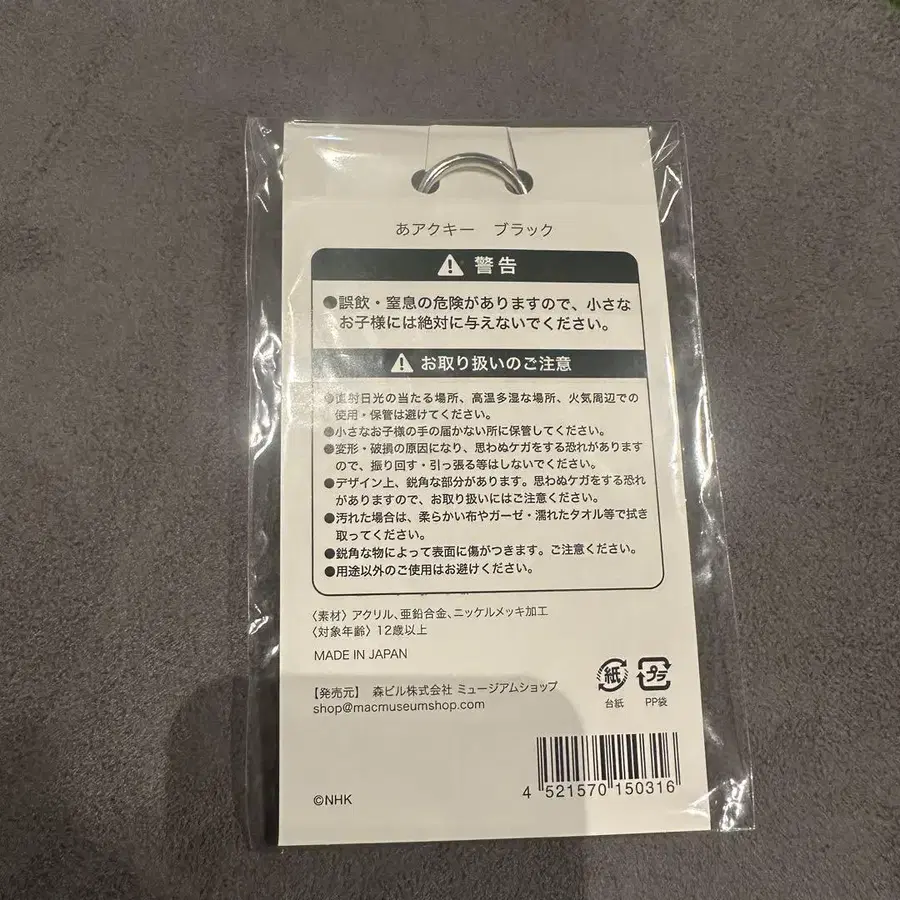 あアクキー　ブラック
警告
●誤飲・窒息の危険がありますので、小さな
お子様には絶対に与えないでください。
お取り扱いのご注意
●直射日光の当たる場所、高温多湿な場所、火気周辺での
使用・保管は避けてください。
●小さなお子様の手の届かない所に保管してください。
●変形・破損の原因になり、思わぬケガをする恐れがあります
ので、振り回す・引っ張る等はしないでください。
●デザイン上、鋭角な部分があります。思わぬケガをする恐れ
がありますので、お取り扱いにはご注意ください。
●汚れた場合は、柔らかい布やガーゼ・濡れたタオル等で拭き
取ってください。
●鋭角な物によって表面に傷がつきます。ご注意ください。
●用途以外のご使用はお避けください。
〈素材〉アクリル、亜鉛合金、ニッケルメッキ加工
〈対象年齢〉12歳以上
MADE IN JAPAN
紙 プラ
台紙 PP袋
【発売元】 森ビル株式会社 ミュージアムショップ
shop@macmuseumshop.com
4 521570 150316
©NHK